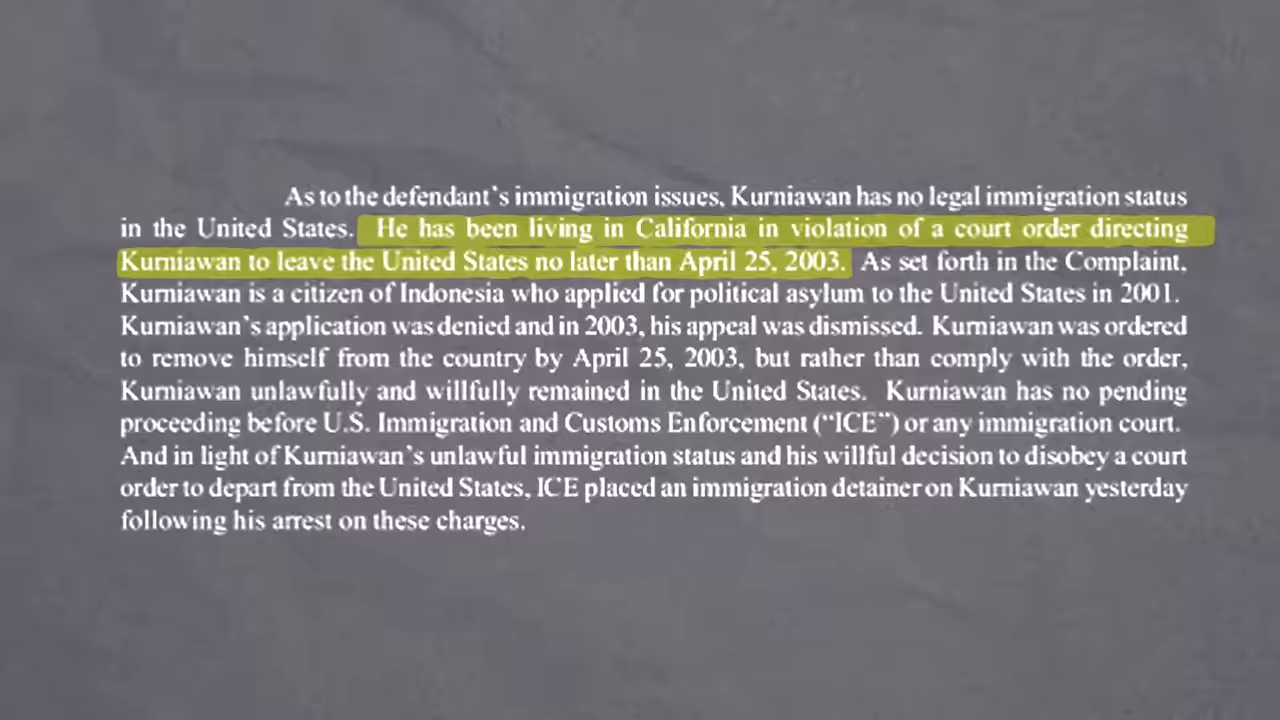 As to the defendant's immigration issues, Kurniawan has no legal immigration status
in the United States. He has been living in California in violation of a court order directing
Kurniawan to leave the United States no later than April 25, 2003. As set forth in the Complaint,
Kurniawan is a citizen of Indonesia who applied for political asylum to the United States in 2001.
Kurniawan's application was denied and in 2003, his appeal was dismissed. Kurniawan was ordered
to remove himself from the country by April 25, 2003, but rather than comply with the order,
Kurniawan unlawfully and willfully remained in the United States. Kurniawan has no pending
proceeding before U.S. Immigration and Customs Enforcement ("ICE") or any immigration court.
And in light of Kurniawan's unlawful immigration status and his willful decision to disobey a court
order to depart from the United States, ICE placed an immigration detainer on Kurniawan yesterday
following his arrest on these charges.